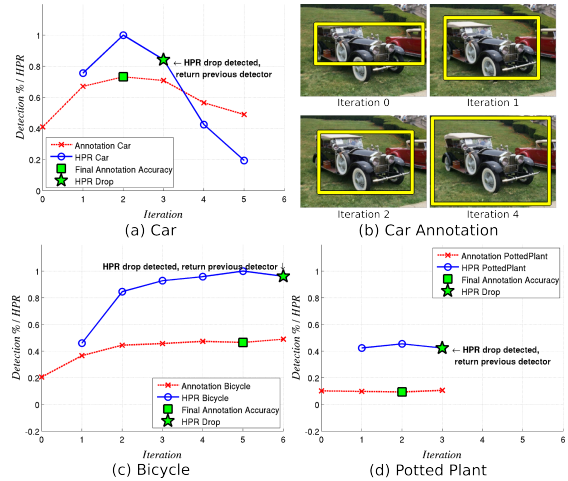 Detection % / HPR
1
0.8
0.6
0.4
0.2
0
0 1 2 3 4 5 6
← HPR drop detected,
return previous detector
Annotation Car
HPR Car
Final Annotation Accuracy
HPR Drop
Iteration
(a) Car
Iteration 0
Iteration 1
Iteration 2
Iteration 4
(b) Car Annotation
Detection % / HPR
1
0.8
0.6
0.4
0.2
0
-0.2
0 1 2 3 4 5 6
HPR drop detected, return previous detector ↓
Annotation Bicycle
HPR Bicycle
Final Annotation Accuracy
HPR Drop
Iteration
(c) Bicycle
Detection % / HPR
1
0.8
0.6
0.4
0.2
0
-0.2
0 1 2 3 4 5 6
Annotation PottedPlant
HPR PottedPlant
Final Annotation Accuracy
HPR Drop
← HPR drop detected,
return previous detector
Iteration
(d) Potted Plant